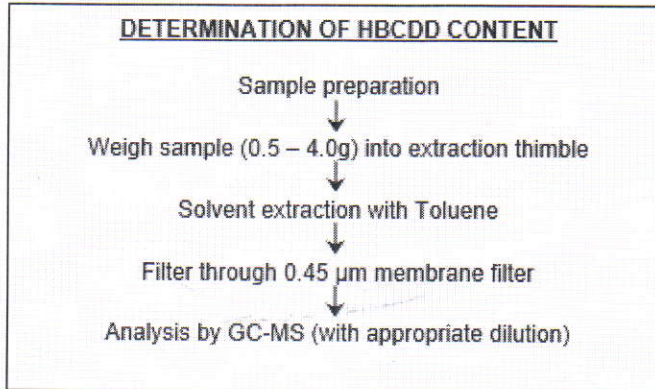 DETERMINATION OF HBCDD CONTENT
Sample preparation
Weigh sample (0.5 – 4.0g) into extraction thimble
Solvent extraction with Toluene
Filter through 0.45 µm membrane filter
Analysis by GC-MS (with appropriate dilution)